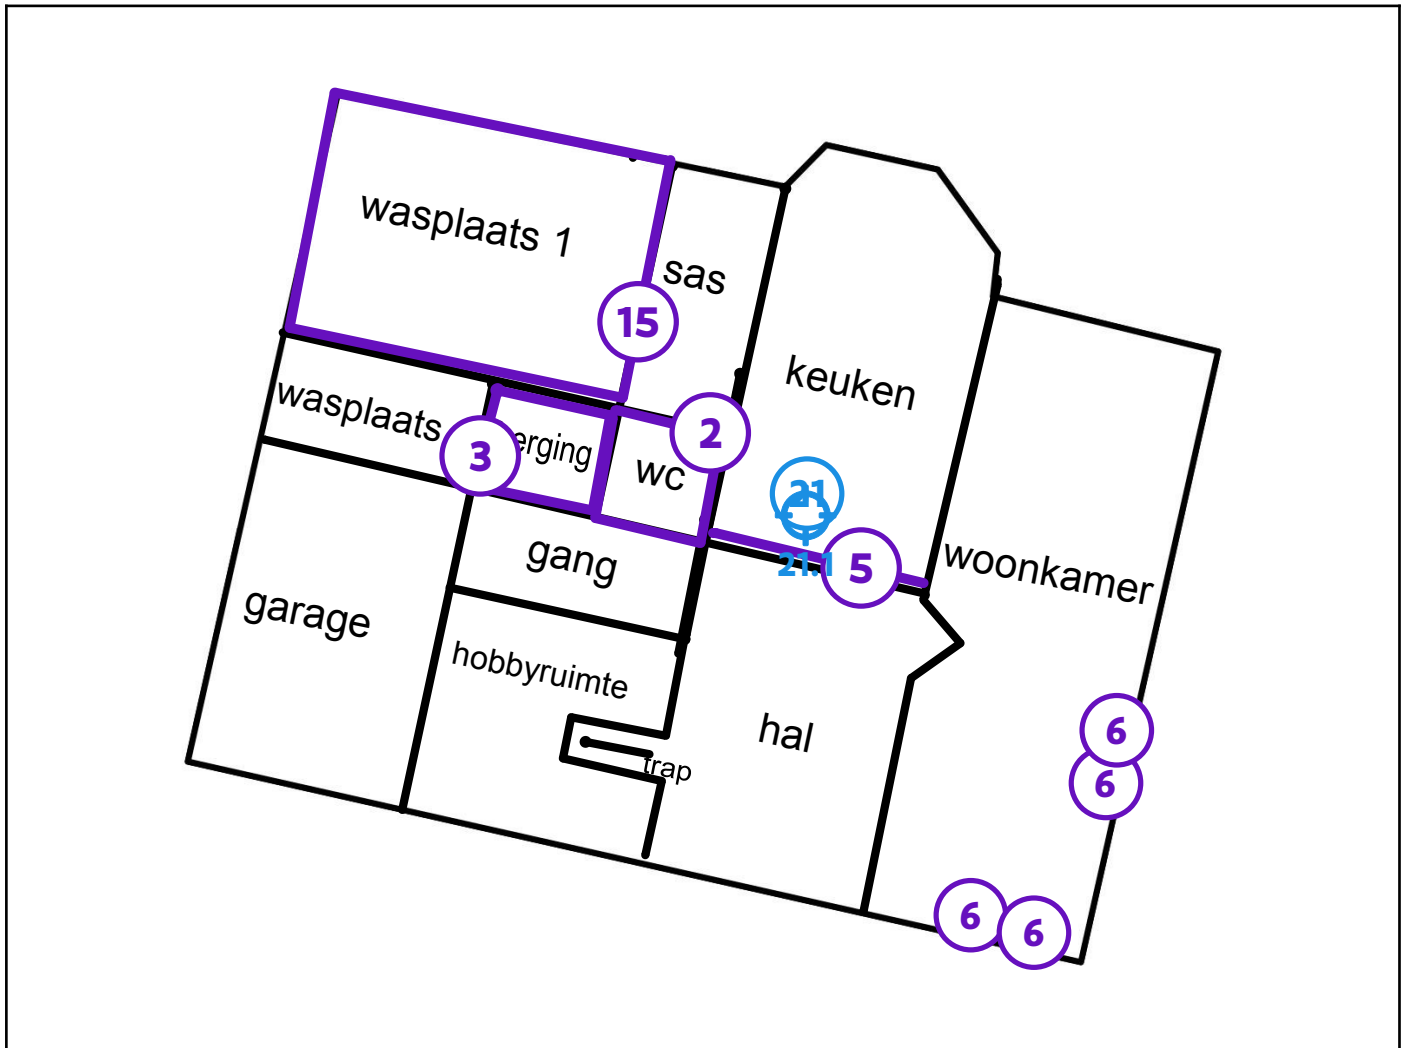 wasplaats 1
sas
15
keuken
wasplaats
2
3
erging
wc
21
21.1
5
gang
woonkamer
garage
hobbyruimte
hal
trap
6
6
6
6